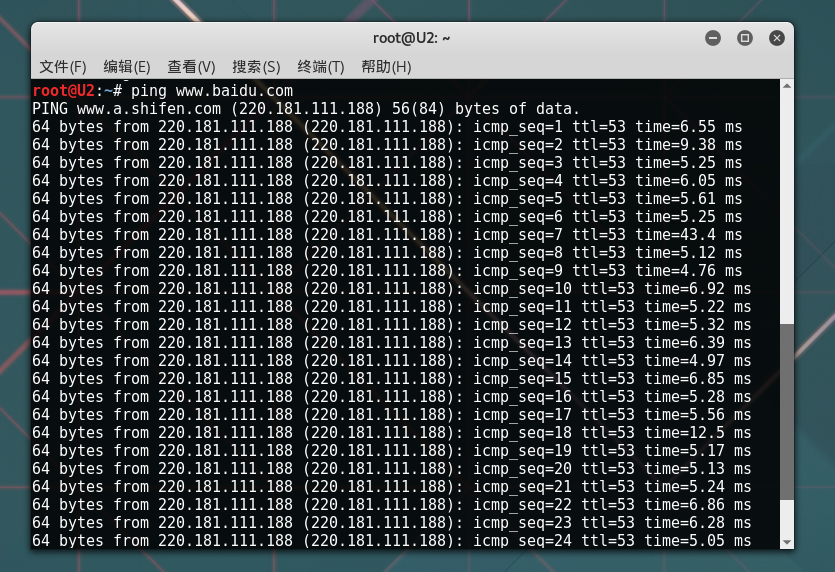 root@U2: ~
文件(F) 编辑(E) 查看(V) 搜索(S) 终端(T) 帮助(H)
root@U2:~# ping www.baidu.com
PING www.a.shifen.com (220.181.111.188) 56(84) bytes of data.
64 bytes from 220.181.111.188 (220.181.111.188): icmp_seq=1 ttl=53 time=6.55 ms
64 bytes from 220.181.111.188 (220.181.111.188): icmp_seq=2 ttl=53 time=9.38 ms
64 bytes from 220.181.111.188 (220.181.111.188): icmp_seq=3 ttl=53 time=5.25 ms
64 bytes from 220.181.111.188 (220.181.111.188): icmp_seq=4 ttl=53 time=6.05 ms
64 bytes from 220.181.111.188 (220.181.111.188): icmp_seq=5 ttl=53 time=5.61 ms
64 bytes from 220.181.111.188 (220.181.111.188): icmp_seq=6 ttl=53 time=5.25 ms
64 bytes from 220.181.111.188 (220.181.111.188): icmp_seq=7 ttl=53 time=43.4 ms
64 bytes from 220.181.111.188 (220.181.111.188): icmp_seq=8 ttl=53 time=5.12 ms
64 bytes from 220.181.111.188 (220.181.111.188): icmp_seq=9 ttl=53 time=4.76 ms
64 bytes from 220.181.111.188 (220.181.111.188): icmp_seq=10 ttl=53 time=6.92 ms
64 bytes from 220.181.111.188 (220.181.111.188): icmp_seq=11 ttl=53 time=5.22 ms
64 bytes from 220.181.111.188 (220.181.111.188): icmp_seq=12 ttl=53 time=5.32 ms
64 bytes from 220.181.111.188 (220.181.111.188): icmp_seq=13 ttl=53 time=6.39 ms
64 bytes from 220.181.111.188 (220.181.111.188): icmp_seq=14 ttl=53 time=4.97 ms
64 bytes from 220.181.111.188 (220.181.111.188): icmp_seq=15 ttl=53 time=6.85 ms
64 bytes from 220.181.111.188 (220.181.111.188): icmp_seq=16 ttl=53 time=5.28 ms
64 bytes from 220.181.111.188 (220.181.111.188): icmp_seq=17 ttl=53 time=5.56 ms
64 bytes from 220.181.111.188 (220.181.111.188): icmp_seq=18 ttl=53 time=12.5 ms
64 bytes from 220.181.111.188 (220.181.111.188): icmp_seq=19 ttl=53 time=5.17 ms
64 bytes from 220.181.111.188 (220.181.111.188): icmp_seq=20 ttl=53 time=5.13 ms
64 bytes from 220.181.111.188 (220.181.111.188): icmp_seq=21 ttl=53 time=5.24 ms
64 bytes from 220.181.111.188 (220.181.111.188): icmp_seq=22 ttl=53 time=6.86 ms
64 bytes from 220.181.111.188 (220.181.111.188): icmp_seq=23 ttl=53 time=6.28 ms
64 bytes from 220.181.111.188 (220.181.111.188): icmp_seq=24 ttl=53 time=5.05 ms